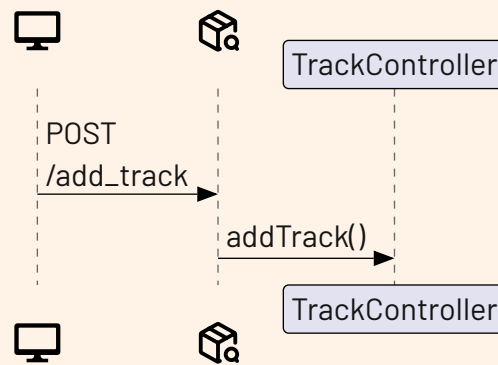 TrackController
POST
/add_track
addTrack()
TrackController